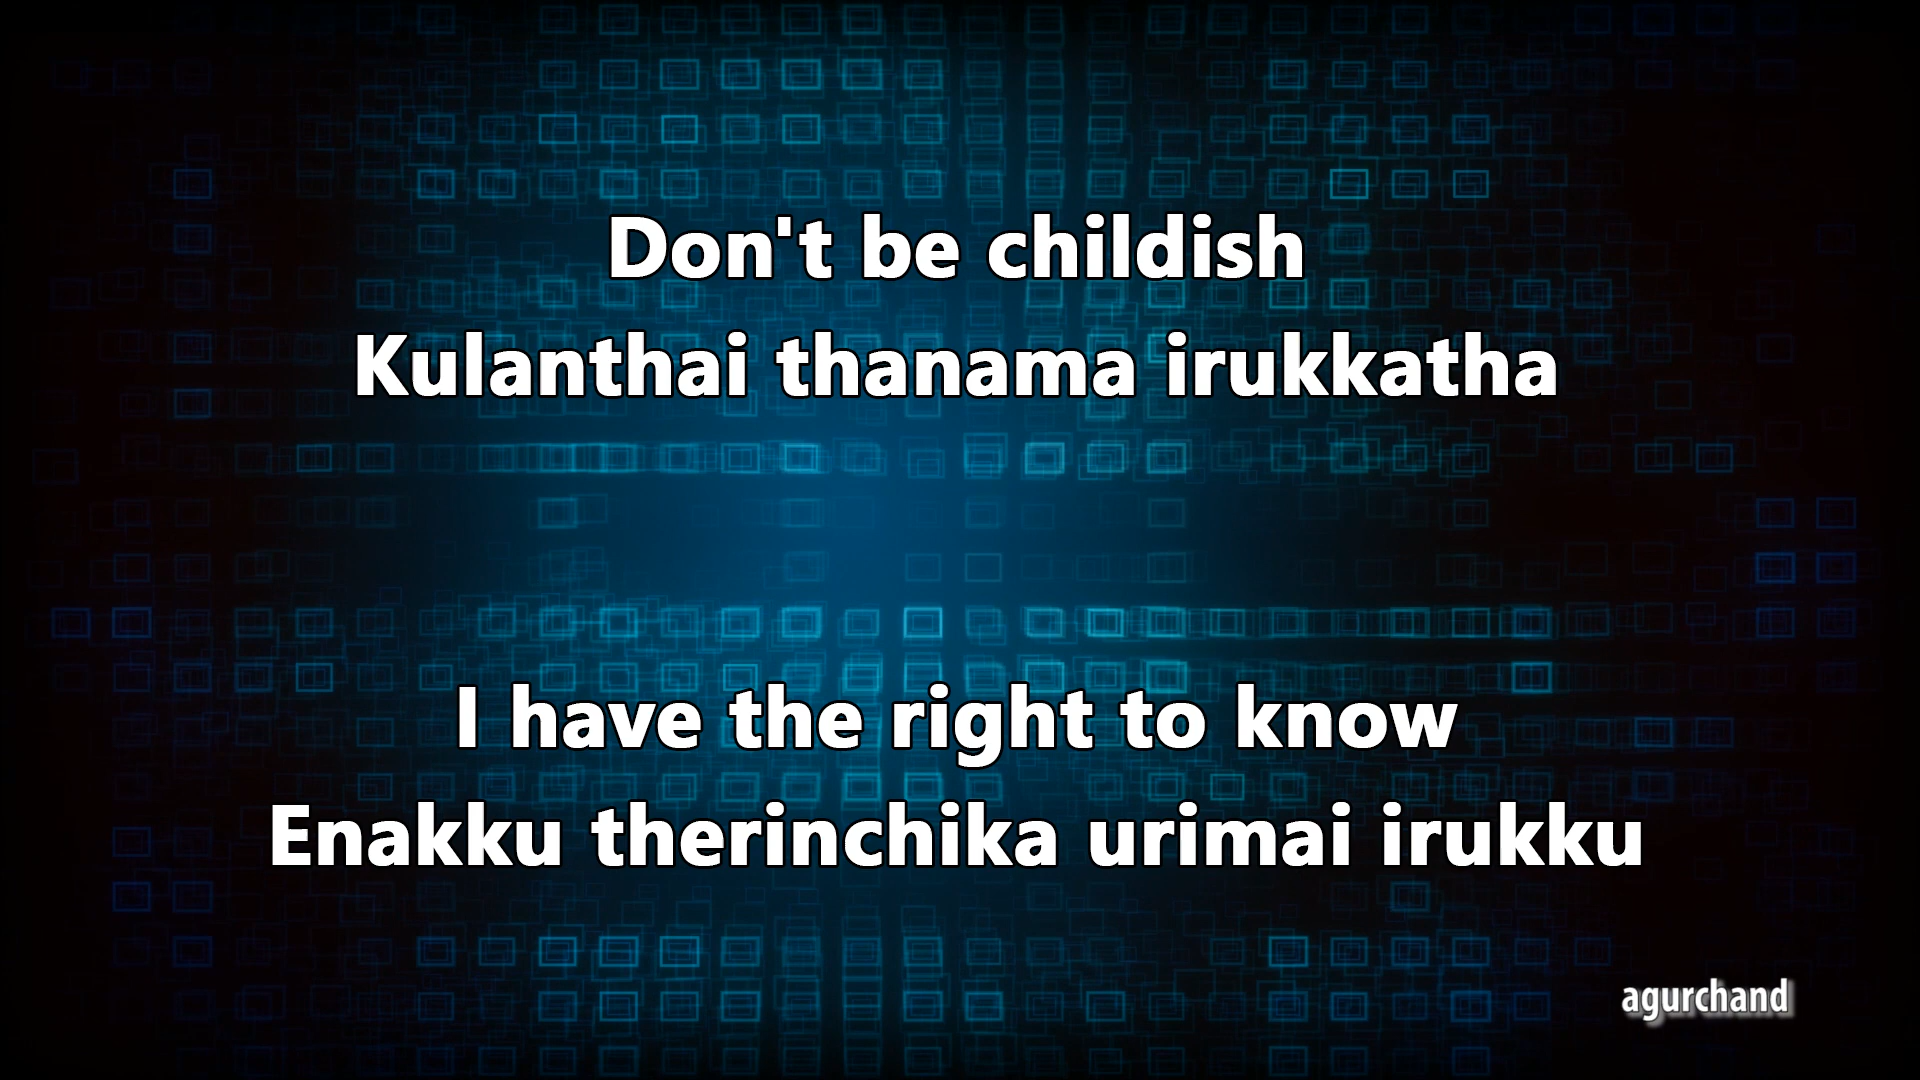 Don't be childish
Kulanthai thanama irukkatha
I have the right to know
Enakku therinchika urimai irukku
agurchand